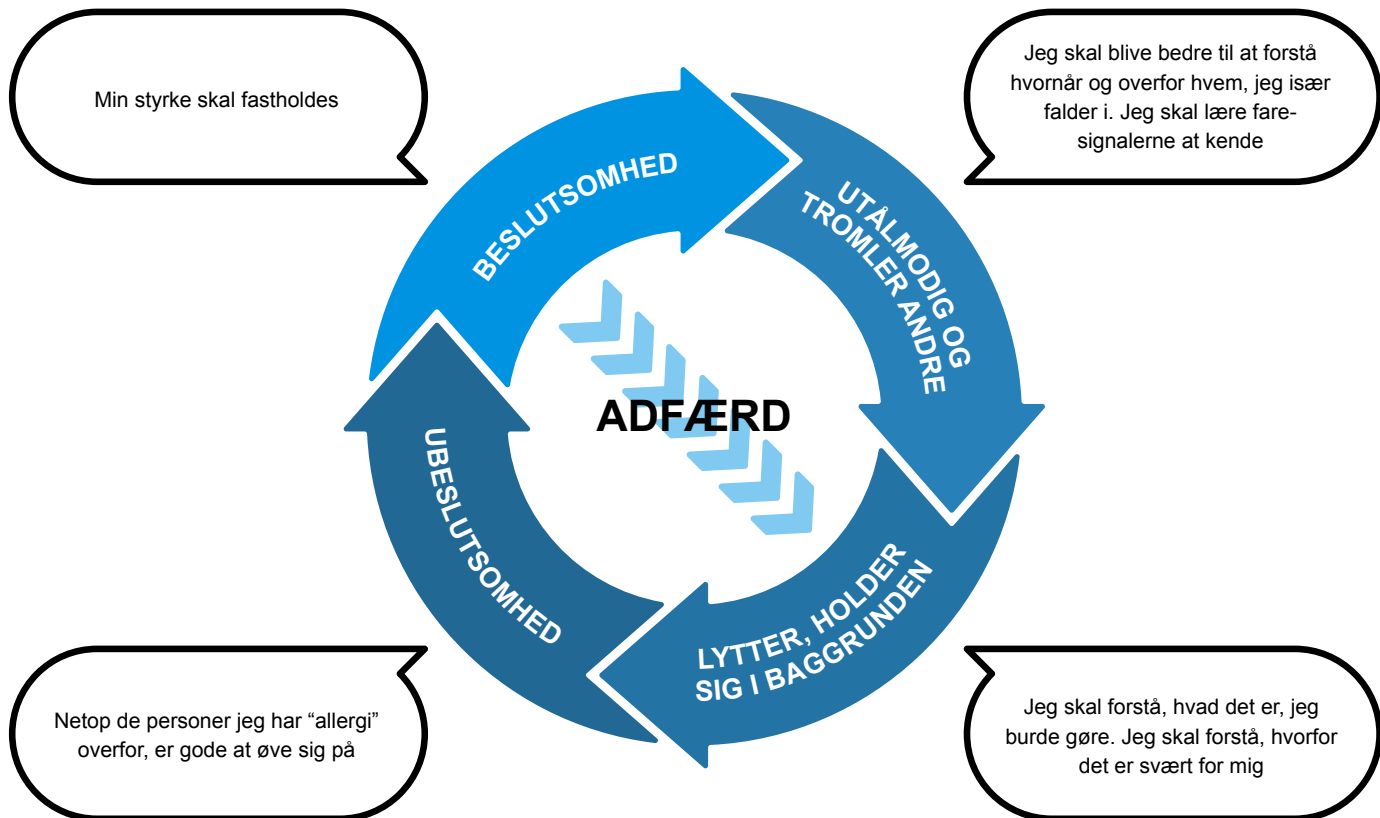 Min styrke skal fastholdes
Jeg skal blive bedre til at forstå
hvornår og overfor hvem, jeg især
falder i. Jeg skal lære fare-
signalerne at kende
BESLUTSOMHED
UTÅLMODIG OG
TROMLER ANDRE
ADFÆRD
UBESLUTSOMHED
LYTTER, HOLDER
SIG I BAGGRUNDEN
Netop de personer jeg har “allergi”
overfor, er gode at øve sig på
Jeg skal forstå, hvad det er, jeg
burde gøre. Jeg skal forstå, hvorfor
det er svært for mig